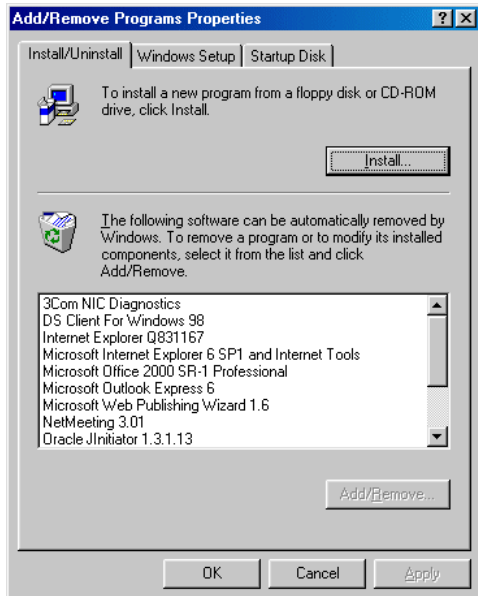 Add/Remove Programs Properties
Install/Uninstall
Windows Setup
Startup Disk
To install a new program from a floppy disk or CD-ROM
drive, click Install.
Install...
The following software can be automatically removed by
Windows. To remove a program or to modify its installed
components, select it from the list and click
Add/Remove.
3Com NIC Diagnostics
DS Client For Windows 98
Internet Explorer Q831167
Microsoft Internet Explorer 6 SP1 and Internet Tools
Microsoft Office 2000 SR-1 Professional
Microsoft Outlook Express 6
Microsoft Web Publishing Wizard 1.6
NetMeeting 3.01
Oracle JInitiator 1.3.1.13
Add/Remove...
OK
Cancel
Apply